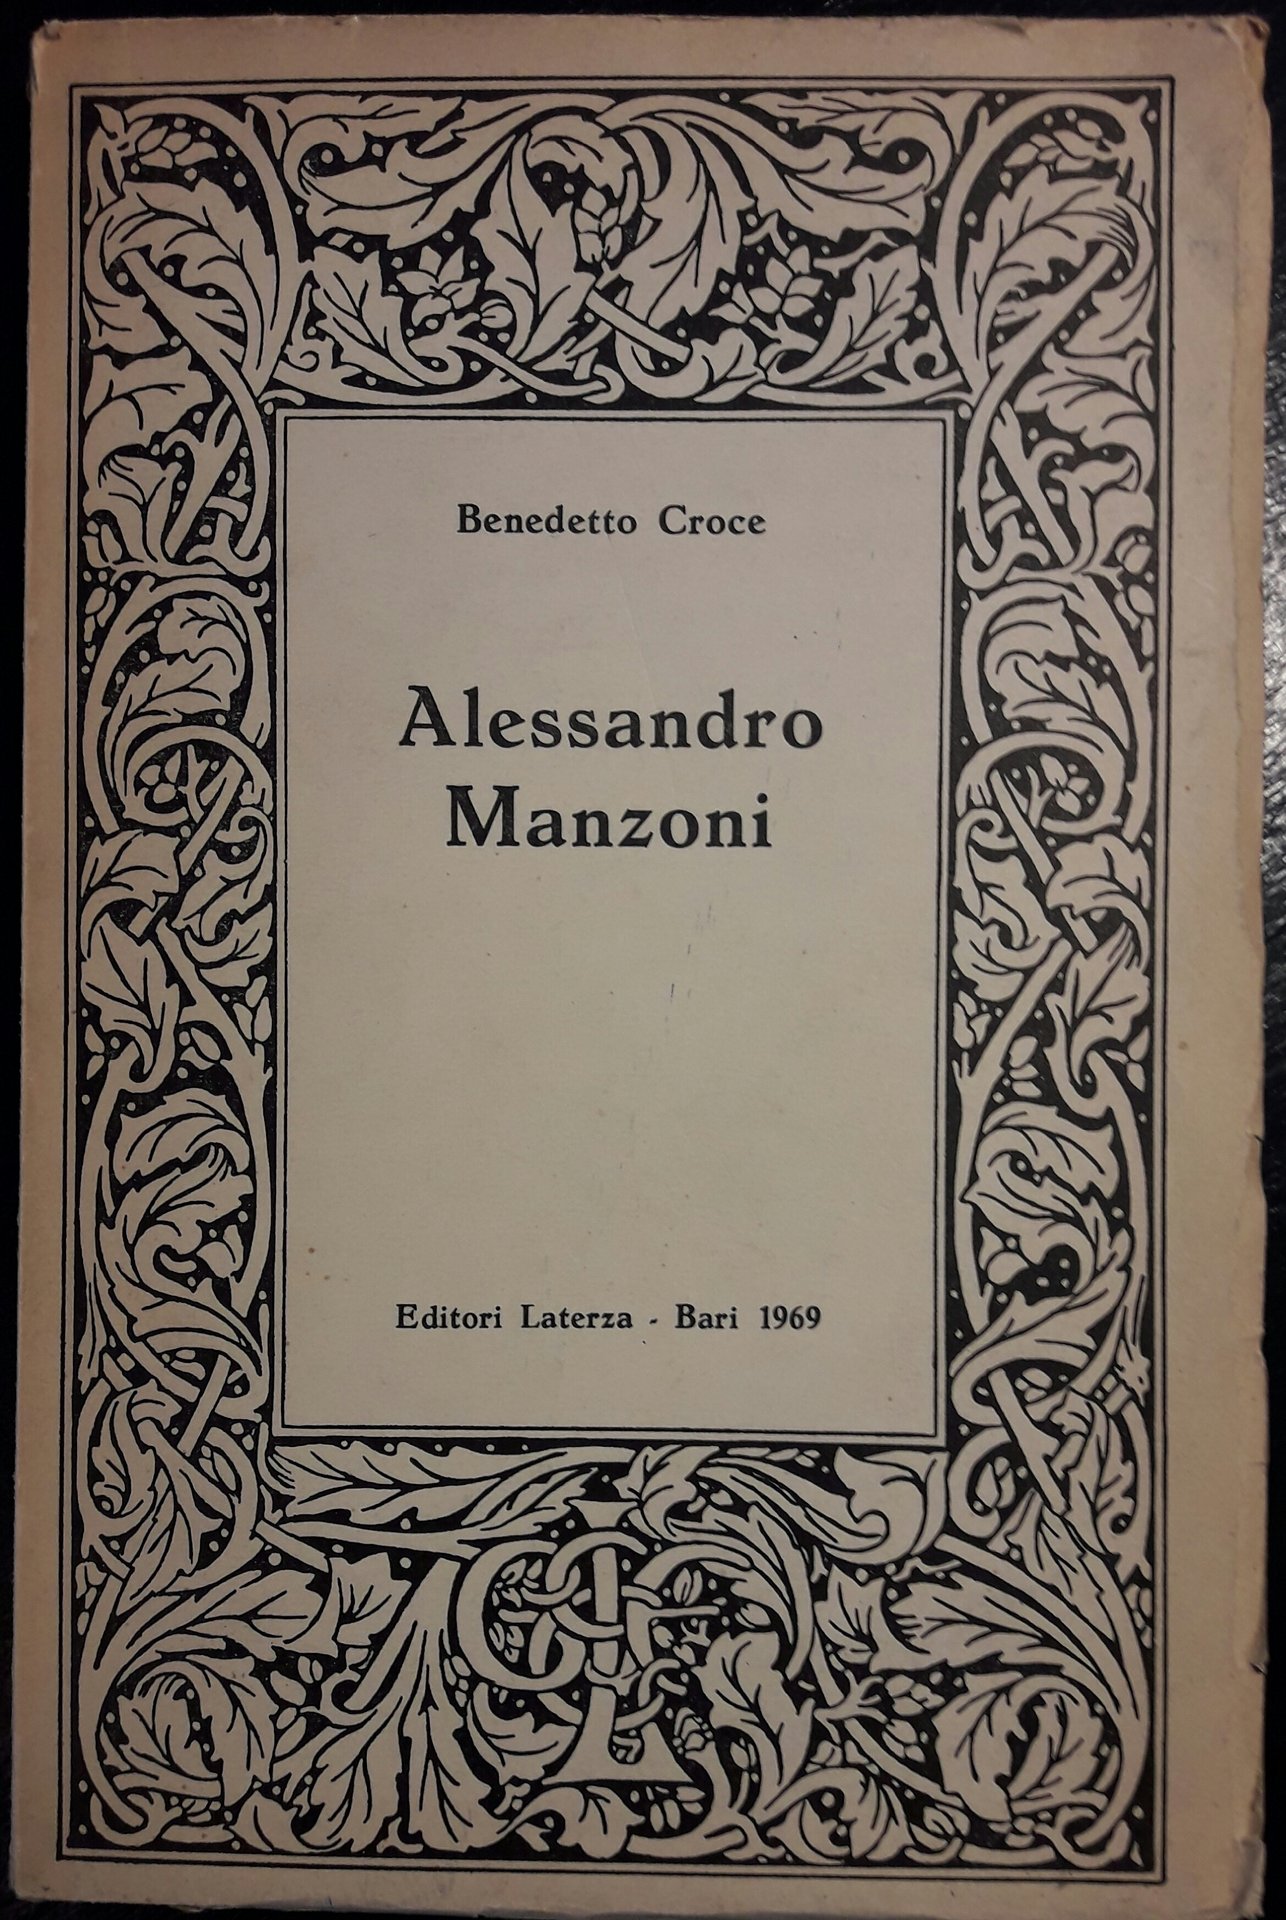 Benedetto Croce
Alessandro
Manzoni
Editori Laterza - Bari 1969